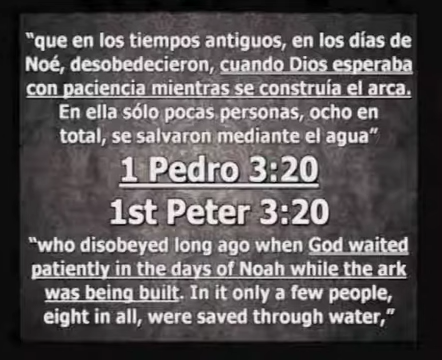 "que en los tiempos antiguos, en los días de
Noé, desobedecieron, cuando Dios esperaba
con paciencia mientras se construía el arca.
En ella sólo pocas personas, ocho en
total, se salvaron mediante el agua"
1 Pedro 3:20
1st Peter 3:20
"who disobeyed long ago when God waited
patiently in the days of Noah while the ark
was being built. In it only a few people,
eight in all, were saved through water,"